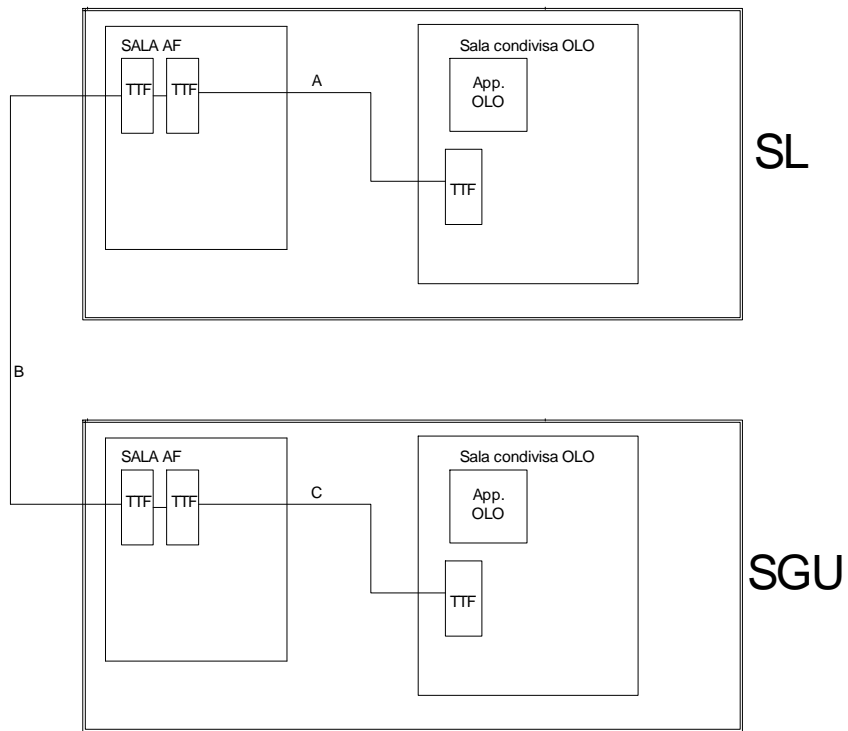 SALA AF
Sala condivisa OLO
TTF
TTF
A
App.
OLO
TTF
SL
B
SALA AF
Sala condivisa OLO
TTF
TTF
C
App.
OLO
TTF
SGU